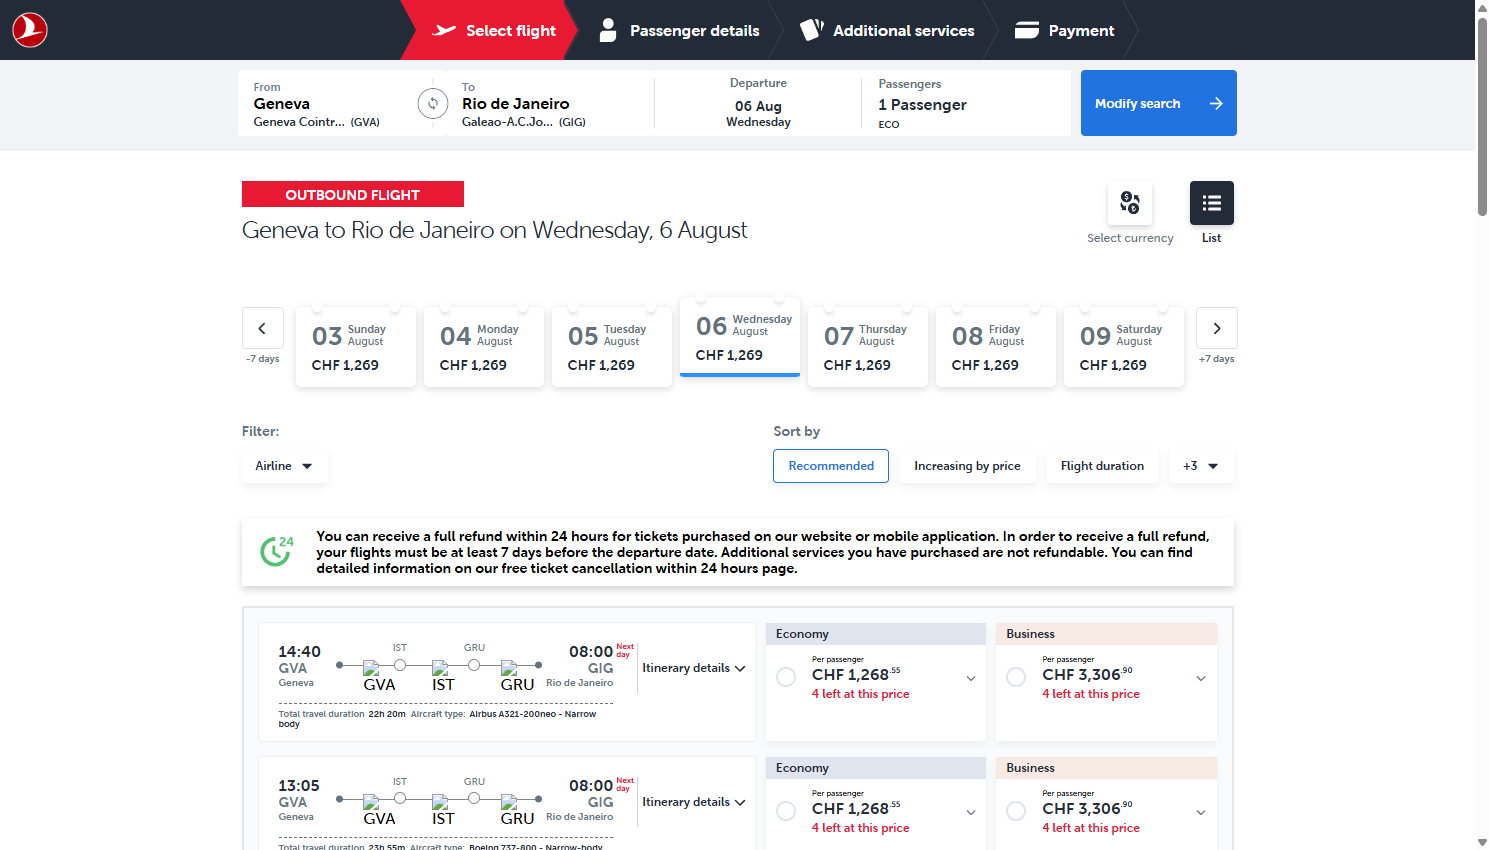 Select flight
Passenger details
Additional services
Payment
From
Geneva
Geneva Cointr... (GVA)
To
Rio de Janeiro
Galeao-A.C.Jo... (GIG)
Departure
06 Aug
Wednesday
Passengers
1 Passenger
ECO
Modify search
OUTBOUND FLIGHT
Geneva to Rio de Janeiro on Wednesday, 6 August
Select currency
List
-7 days
03 Sunday August
CHF 1,269
04 Monday August
CHF 1,269
05 Tuesday August
CHF 1,269
06 Wednesday August
CHF 1,269
07 Thursday August
CHF 1,269
08 Friday August
CHF 1,269
09 Saturday August
CHF 1,269
+7 days
Filter:
Airline
Sort by
Recommended
Increasing by price
Flight duration
+3
24
You can receive a full refund within 24 hours for tickets purchased on our website or mobile application. In order to receive a full refund,
your flights must be at least 7 days before the departure date. Additional services you have purchased are not refundable. You can find
detailed information on our free ticket cancellation within 24 hours page.
14:40
GVA
Geneva
IST
GRU
GVA
IST
GRU
08:00 Next day
GIG
Rio de Janeiro
Itinerary details
Total travel duration 22h 20m Aircraft type: Airbus A321-200neo - Narrow
body
Economy
Per passenger
CHF 1,268.55
4 left at this price
Business
Per passenger
CHF 3,306.90
4 left at this price
13:05
GVA
Geneva
IST
GRU
GVA
IST
GRU
08:00 Next day
GIG
Rio de Janeiro
Itinerary details
Total travel duration 23h 55m Aircraft type: Boeing 737-800 - Narrow-body
Economy
Per passenger
CHF 1,268.55
4 left at this price
Business
Per passenger
CHF 3,306.90
4 left at this price